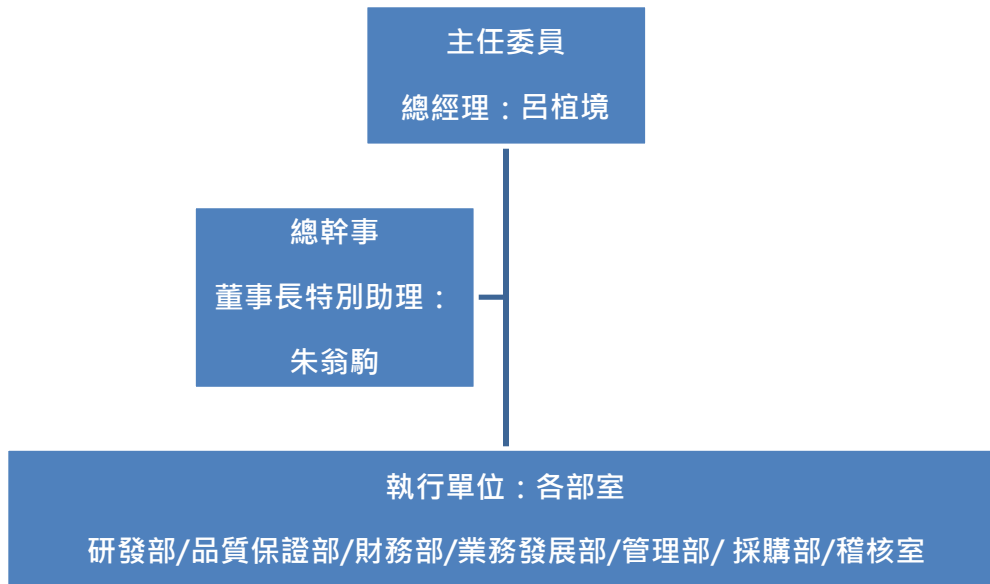 主任委員
總經理：呂楦境
總幹事
董事長特別助理：
朱翁駒
執行單位：各部室
研發部/品質保證部/財務部/業務發展部/管理部/ 採購部/稽核室